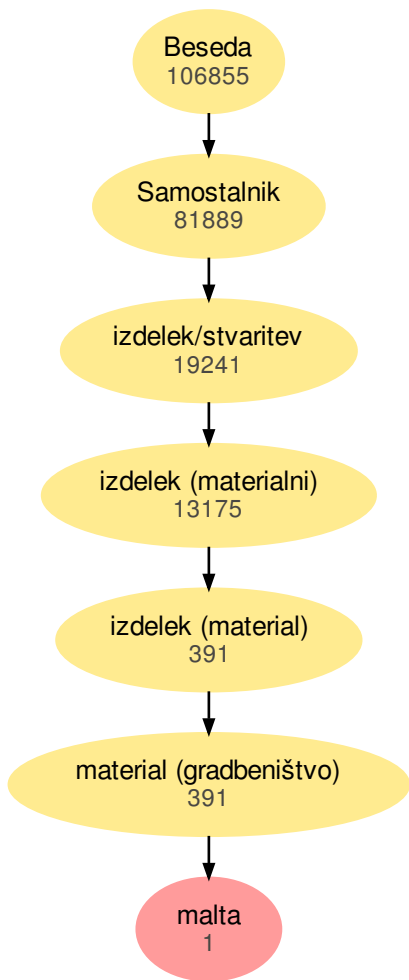 Beseda
106855
Samostalnik
81889
izdelek/stvaritev
19241
izdelek (materialni)
13175
izdelek (material)
391
material (gradbeništvo)
391
malta
1